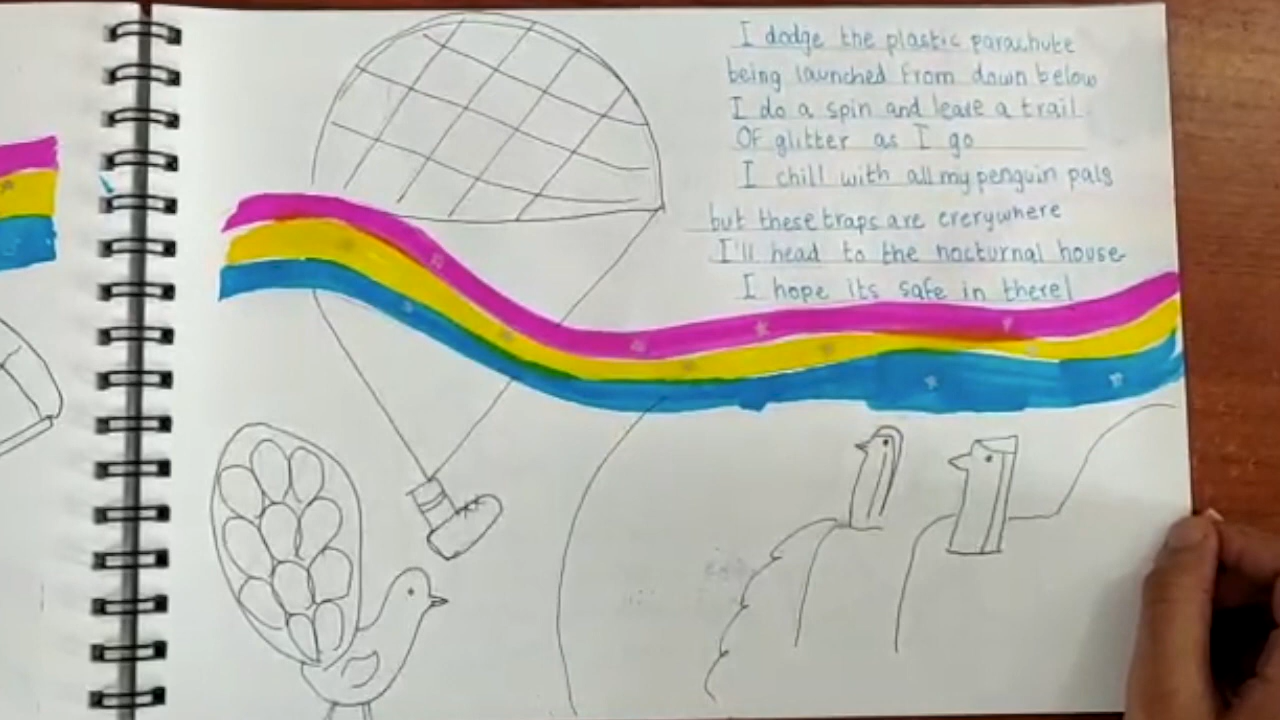 I dodge the plastic parachute
being launched from down below
I do a spin and leave a trail
OF glitter as I go
I chill with all my penguin pals
but these traps are crerywhere
I'll head to the nocturnal house
I hope its safe in there!